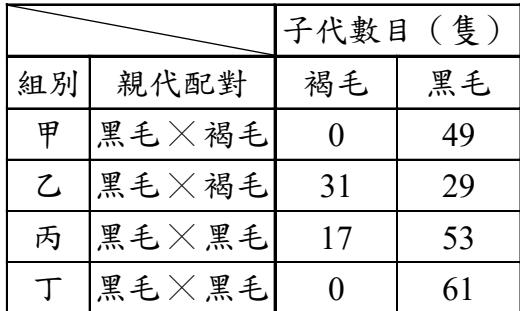 子代數目（隻）
組別 親代配對 褐毛 黑毛
甲 黑毛×褐毛 0 49
乙 黑毛×褐毛 31 29
丙 黑毛×黑毛 17 53
丁 黑毛×黑毛 0 61